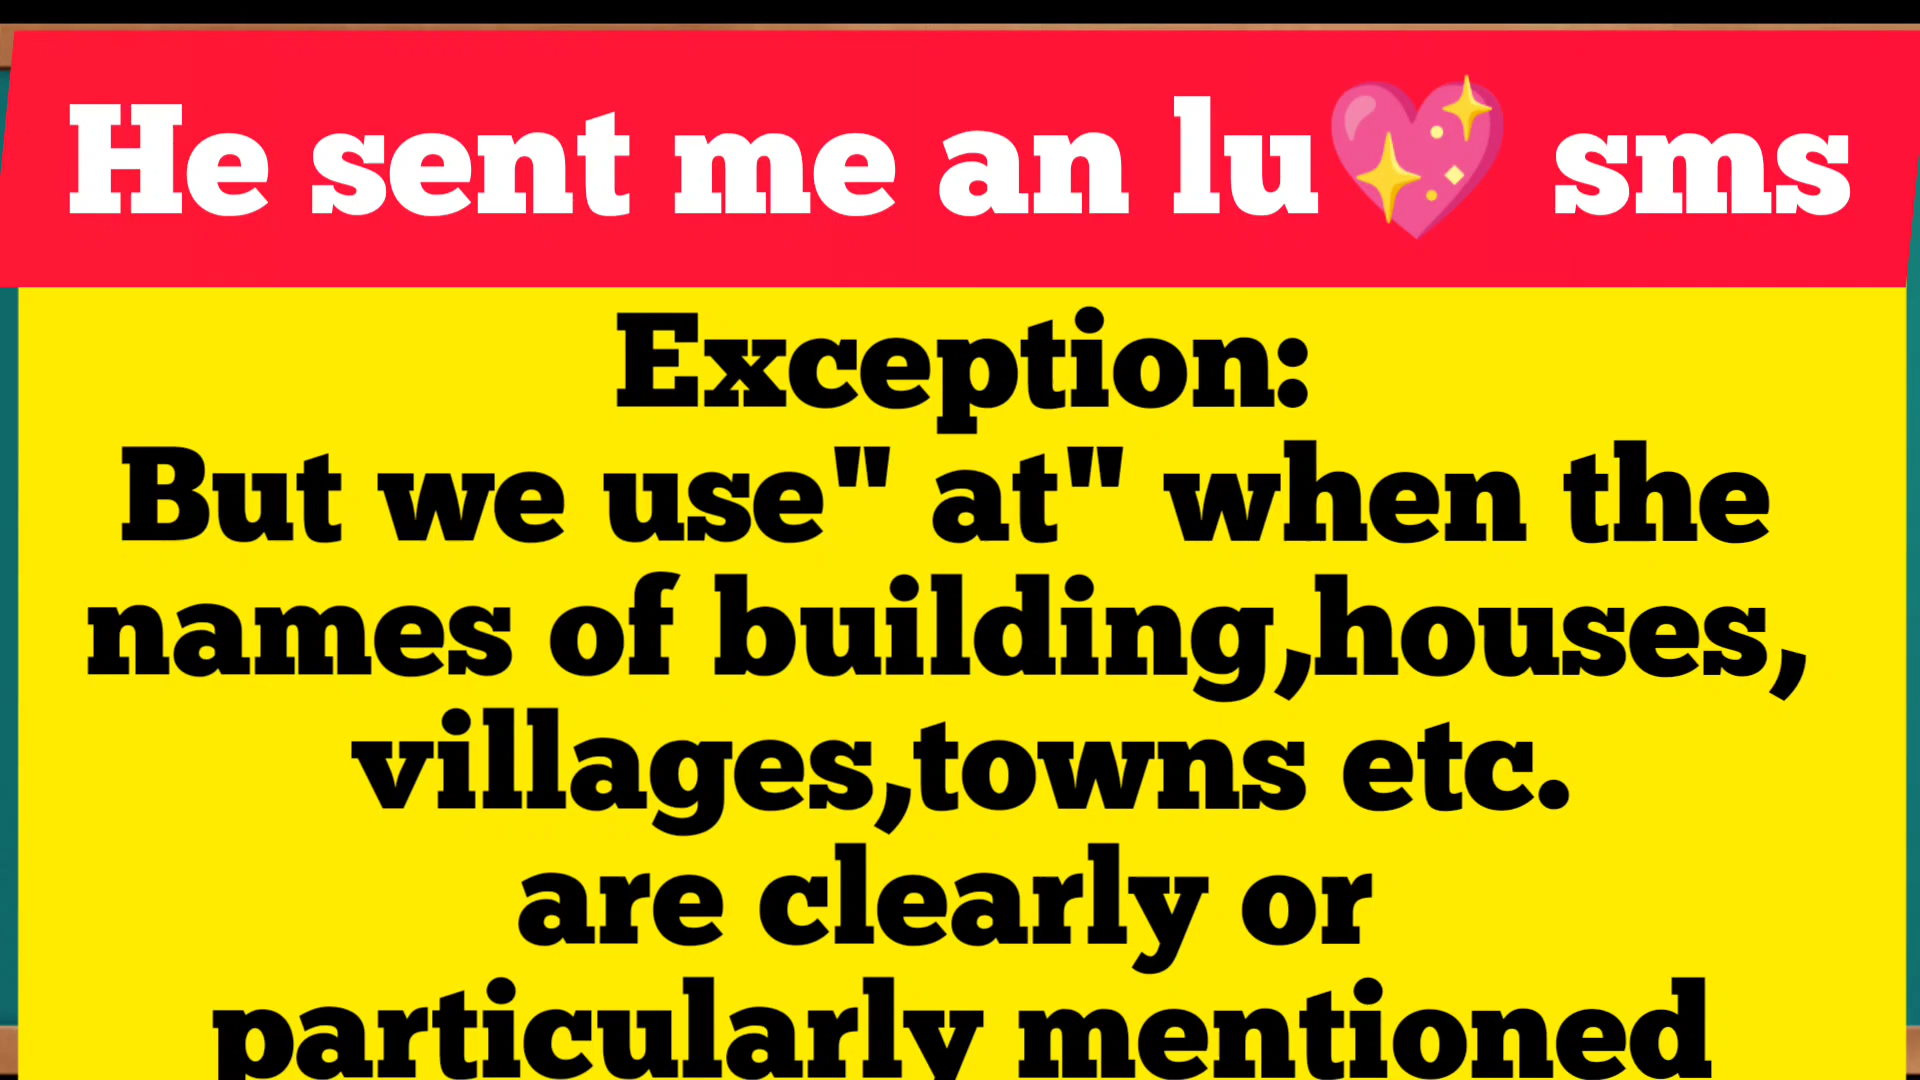 He sent me an lu💖 sms
Exception:
But we use" at" when the
names of building,houses,
villages,towns etc.
are clearly or
particularly mentioned